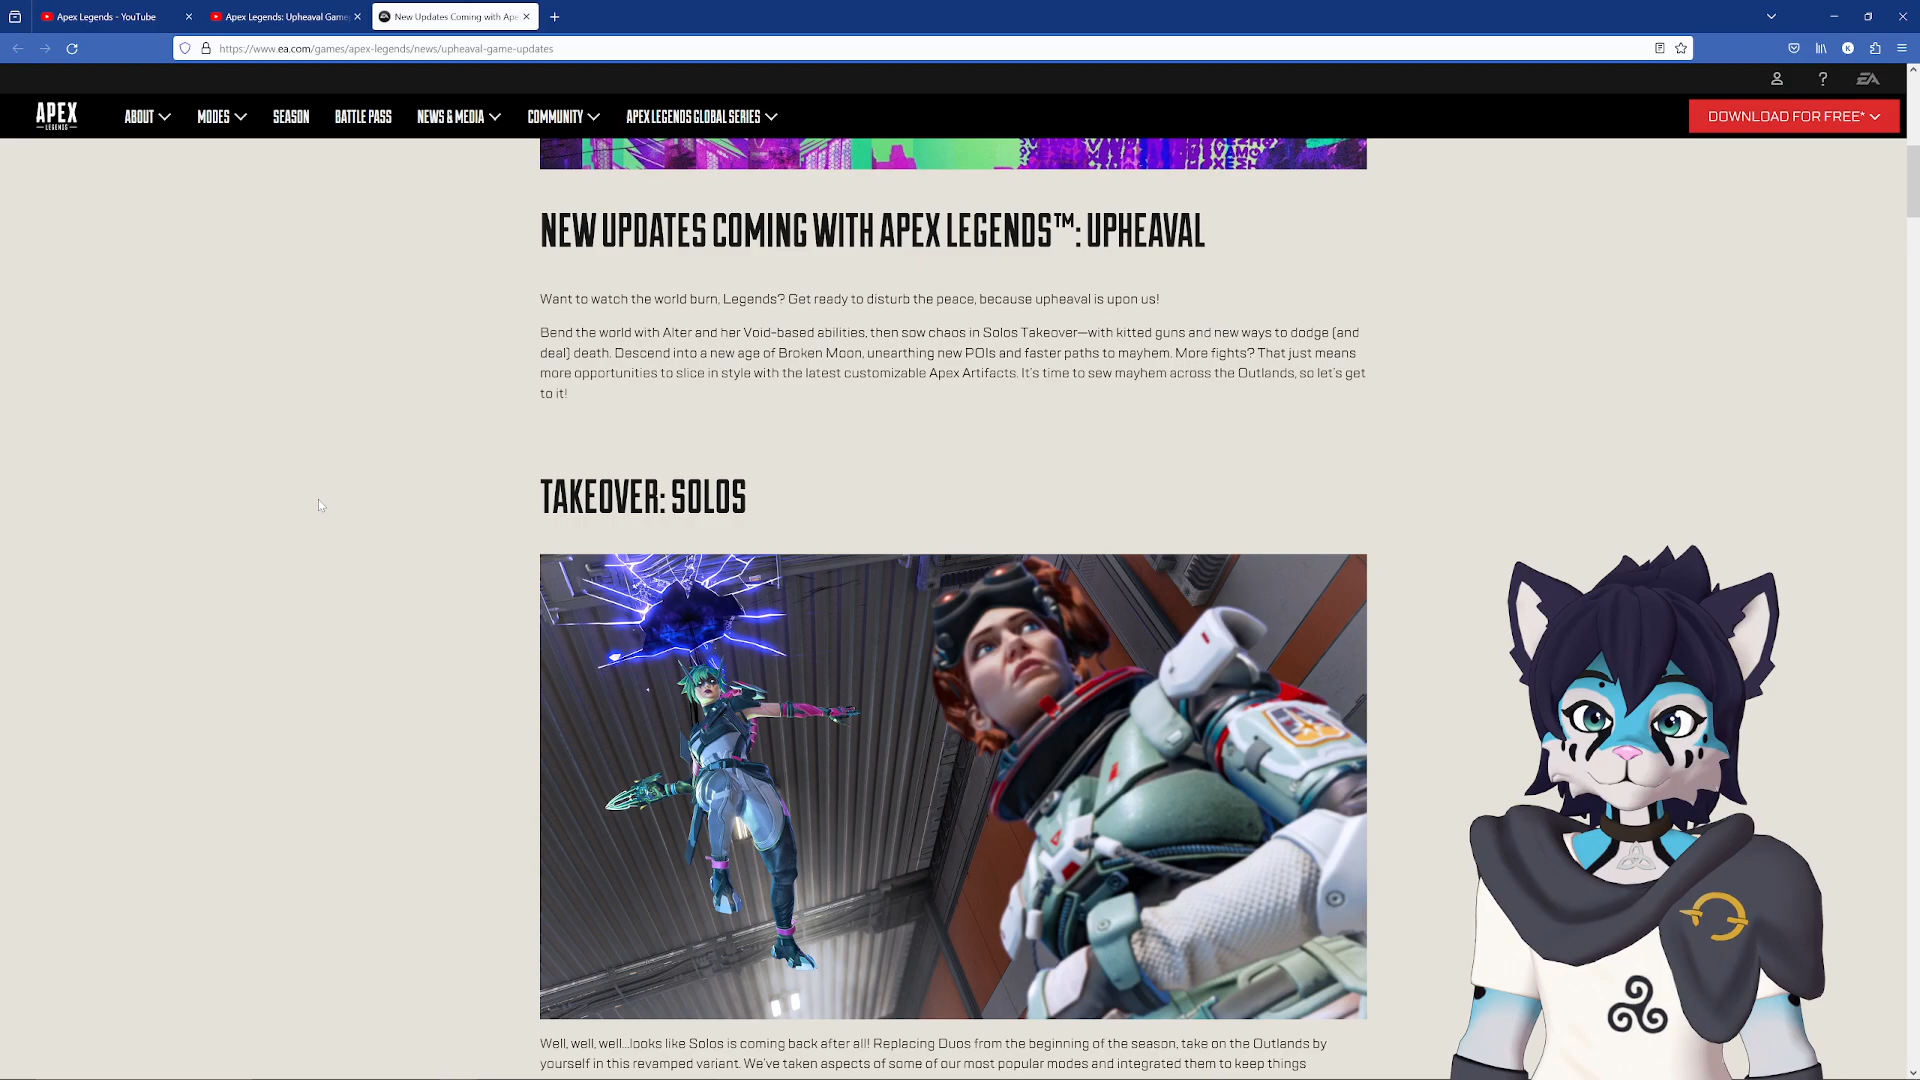 Apex Legends - YouTube
Apex Legends: Upheaval Game
New Updates Coming with Ape
https://www.ea.com/games/apex-legends/news/upheaval-game-updates
K
?
EA
APEX
LEGENDS
ABOUT
MODES
SEASON
BATTLE PASS
NEWS & MEDIA
COMMUNITY
APEX LEGENDS GLOBAL SERIES
DOWNLOAD FOR FREE*
NEW UPDATES COMING WITH APEX LEGENDS™: UPHEAVAL
Want to watch the world burn, Legends? Get ready to disturb the peace, because upheaval is upon us!
Bend the world with Alter and her Void-based abilities, then sow chaos in Solos Takeover—with kitted guns and new ways to dodge (and
deal) death. Descend into a new age of Broken Moon, unearthing new POIs and faster paths to mayhem. More fights? That just means
more opportunities to slice in style with the latest customizable Apex Artifacts. It's time to sew mayhem across the Outlands, so let's get
to it!
TAKEOVER: SOLOS
Well, well, well...looks like Solos is coming back after all! Replacing Duos from the beginning of the season, take on the Outlands by
yourself in this revamped variant. We've taken aspects of some of our most popular modes and integrated them to keep things